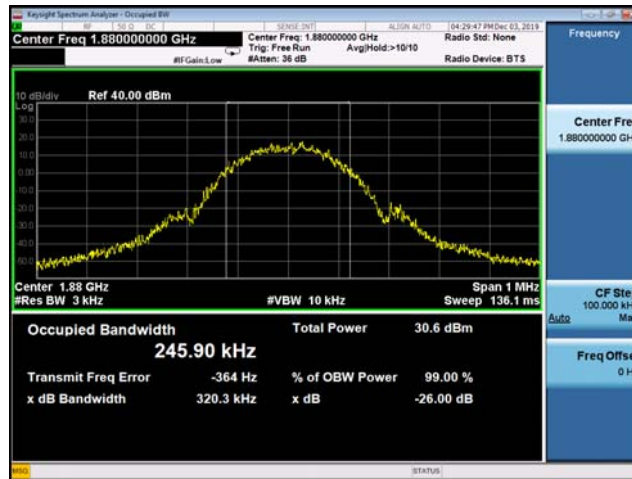 Keysight Spectrum Analyzer - Occupied BW
RF 50 Ω DC SENSE:INT ALIGN AUTO 04:29:47 PM Dec 03, 2019
Center Freq 1.880000000 GHz
Center Freq: 1.880000000 GHz
Radio Std: None
Trig: Free Run Avg|Hold:>10/10
#IFGain:Low #Atten: 36 dB Radio Device: BTS
Frequency
10 dB/div Ref 40.00 dBm
Log
30.0
20.0
10.0
0.00
-10.0
-20.0
-30.0
-40.0
-50.0
Center 1.88 GHz Span 1 MHz
#Res BW 3 kHz #VBW 10 kHz Sweep 136.1 ms
Center Fre
1.880000000 GH
CF Ste
100.000 kH
Auto Ma
Freq Offse
0 H
Occupied Bandwidth Total Power 30.6 dBm
245.90 kHz
Transmit Freq Error -364 Hz % of OBW Power 99.00 %
x dB Bandwidth 320.3 kHz x dB -26.00 dB
MSG STATUS